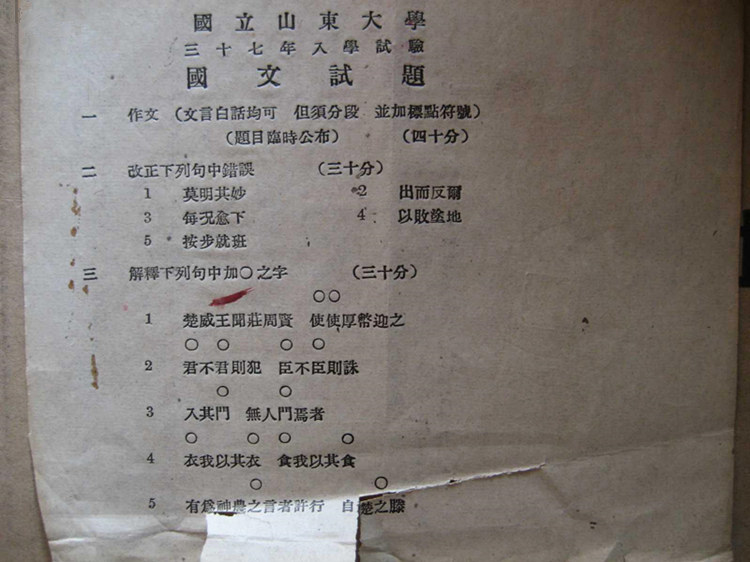 國立山東大學
三十七年入學試驗
國文試題
一 作文（文言白話均可 但須分段 並加標點符號）
（題目臨時公布） （四十分）
二 改正下列句中錯誤 （三十分）
1 莫明其妙 2 出而反爾
3 每况愈下 4 以敗塗地
5 按步就班
三 解釋下列句中加○之字 （三十分）
○○
1 楚威王聞莊周賢 使使厚幣迎之
○ ○ ○ ○
2 君不君則犯 臣不臣則誅
○ ○
3 入其門 無人門焉者
○ ○ ○ ○
4 衣我以其衣 食我以其食
○ ○
5 有爲神農之言者許行 自楚之滕